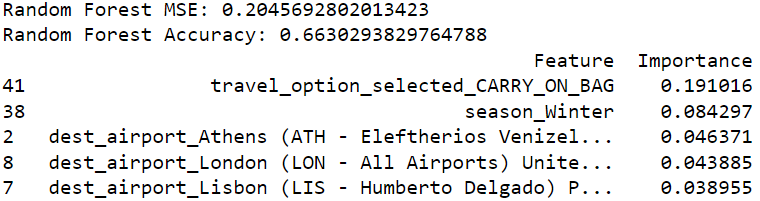 Random Forest MSE: 0.2045692802013423
Random Forest Accuracy: 0.6630293829764788
Feature Importance
41 travel_option_selected_CARRY_ON_BAG 0.191016
38 season_Winter 0.084297
2 dest_airport_Athens (ATH - Eleftherios Venizel... 0.046371
8 dest_airport_London (LON - All Airports) Unite... 0.043885
7 dest_airport_Lisbon (LIS - Humberto Delgado) P... 0.038955